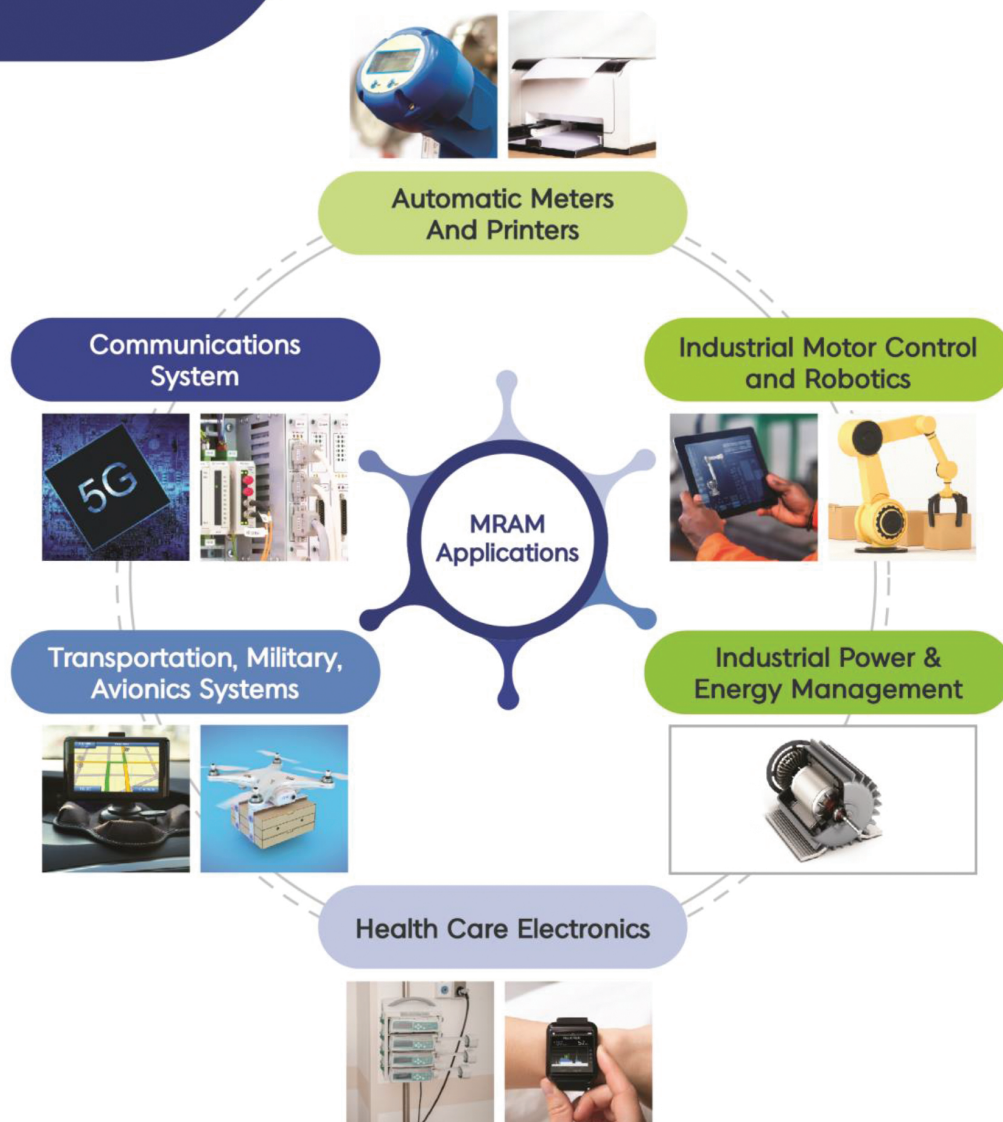 Automatic Meters
And Printers
Communications
System
Industrial Motor Control
and Robotics
5G
MRAM
Applications
Transportation, Military,
Avionics Systems
Industrial Power &
Energy Management
Health Care Electronics